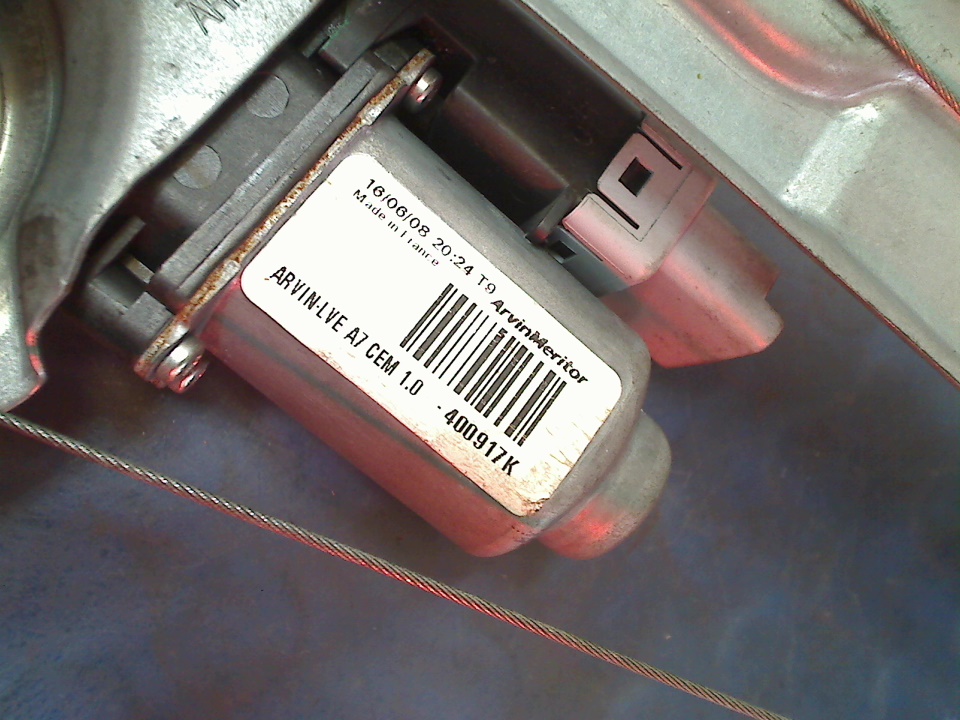 16/06/08 20:24 T9
Made in France
ArvinMeritor
ARVIN-LVE A7 CEM 1.0 - 400917K